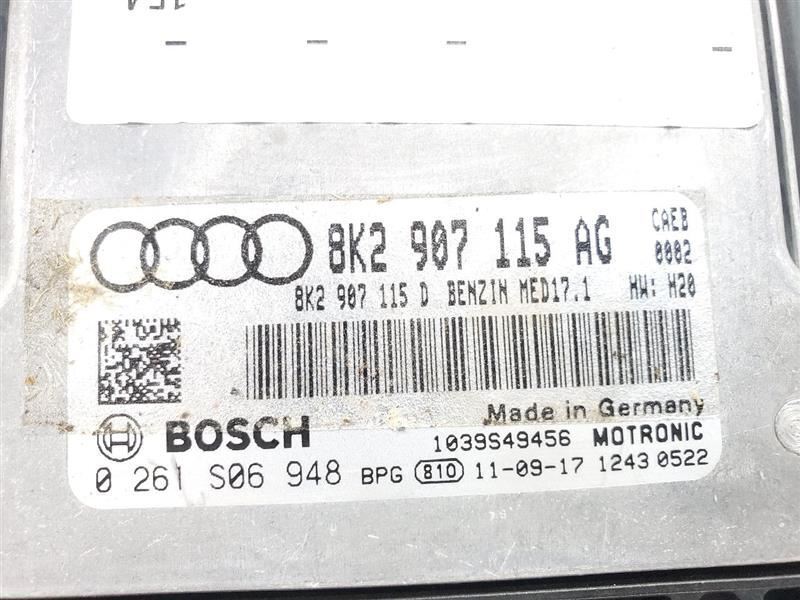 8K2 907 115 AG CAEB
0002
8K2 907 115 D BENZIN MED17.1 HW: H20
Made in Germany
BOSCH 1039S49456 MOTRONIC
0 261 S06 948 BPG 810 11-09-17 1243 0522